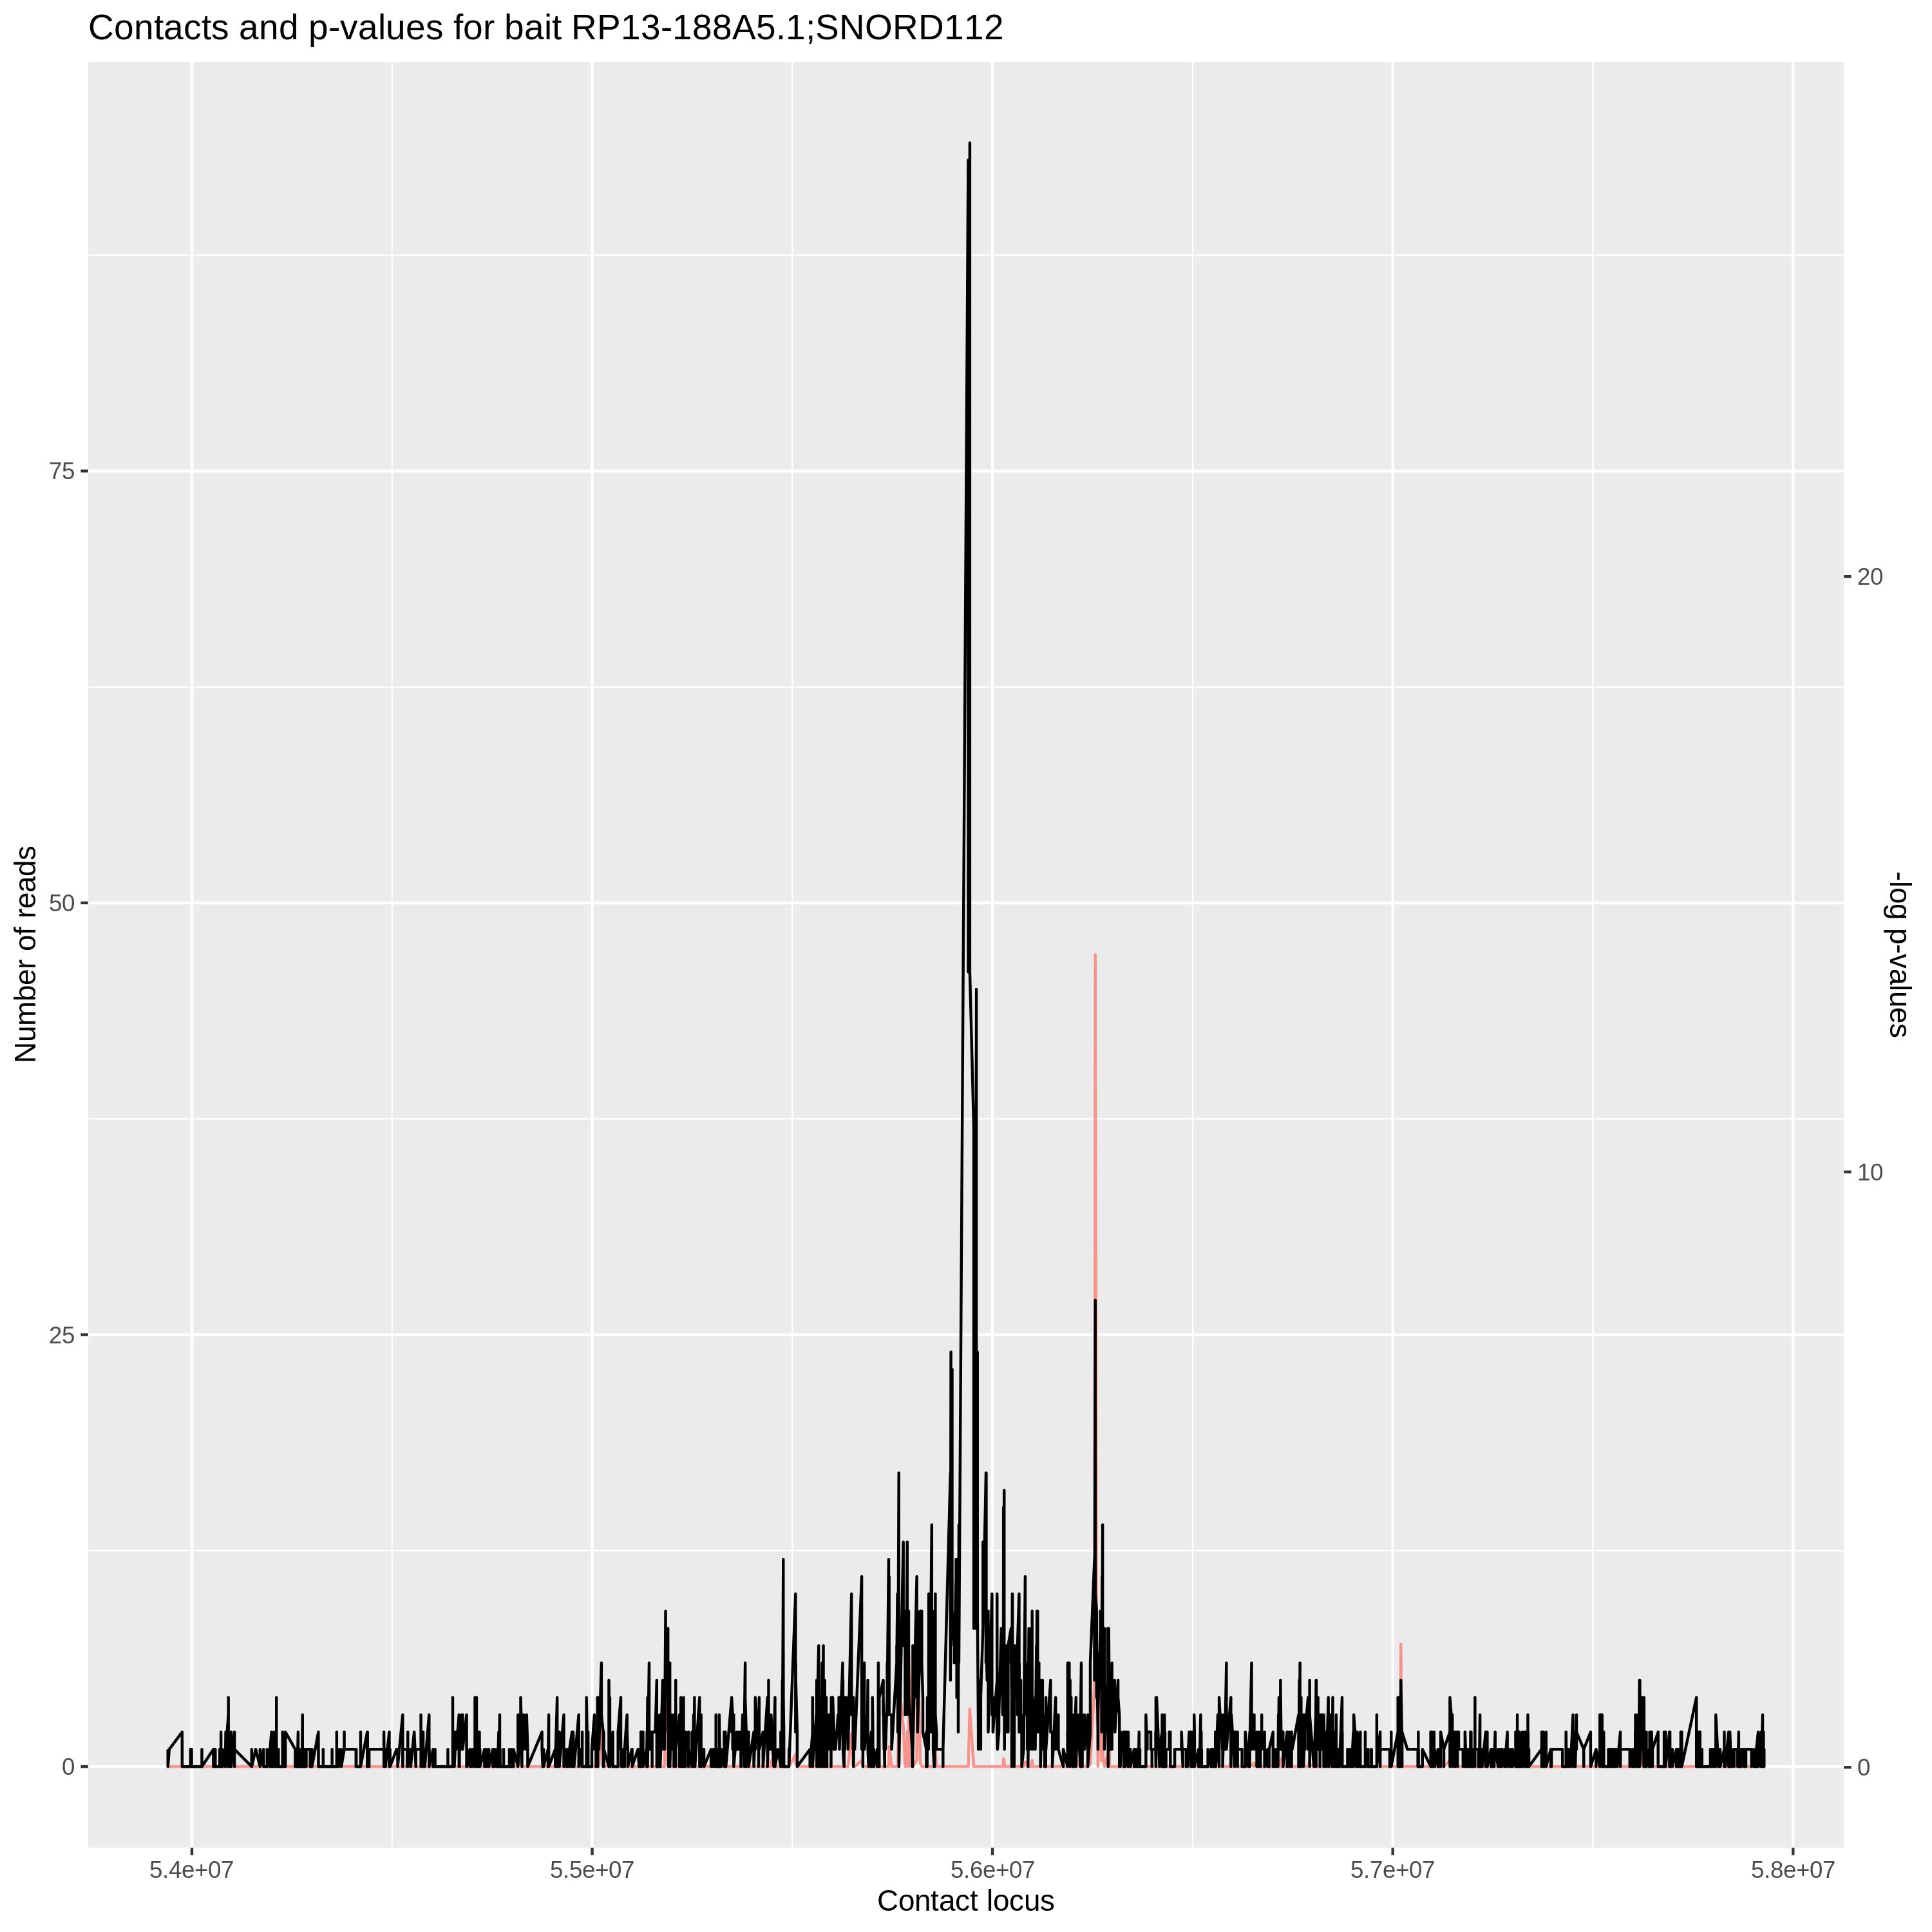 Contacts and p-values for bait RP13-188A5.1;SNORD112
75
50
25
0
Number of reads
20
10
0
-log p-values
5.4e+07
5.5e+07
5.6e+07
5.7e+07
5.8e+07
Contact locus